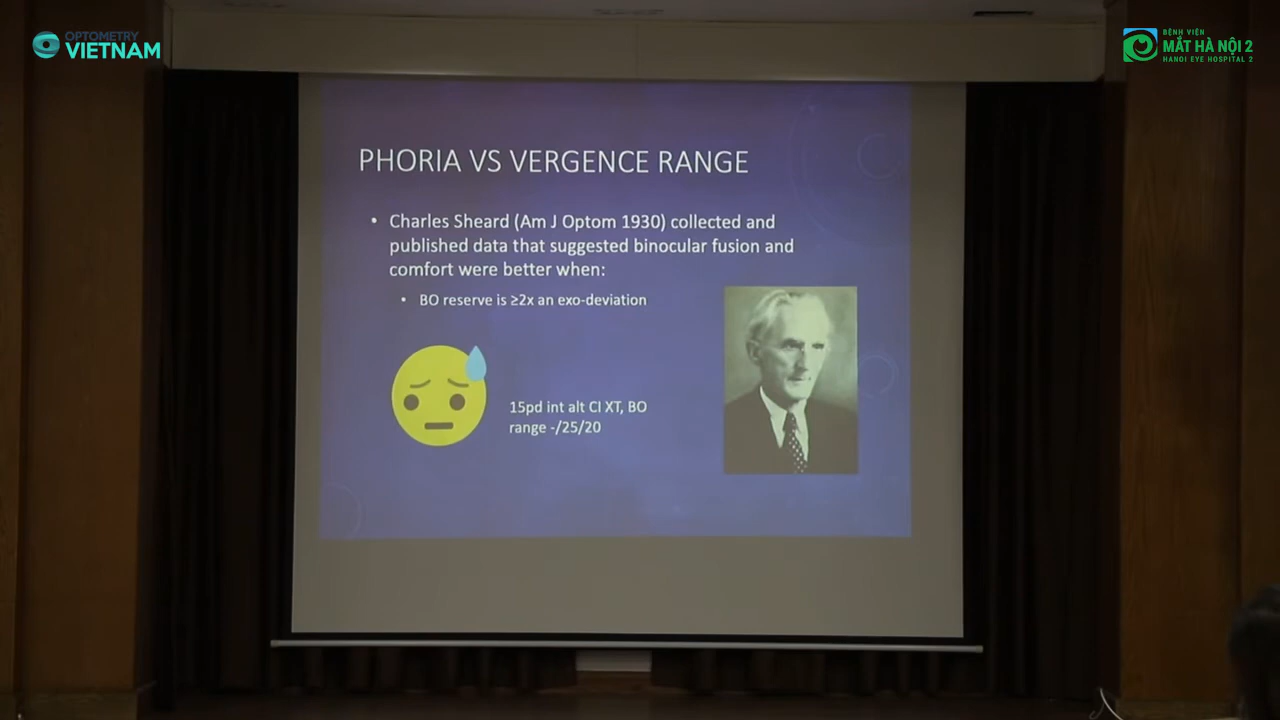 OPTOMETRY
VIETNAM
BỆNH VIỆN
MẮT HÀ NỘI 2
HANOI EYE HOSPITAL 2
PHORIA VS VERGENCE RANGE
• Charles Sheard (Am J Optom 1930) collected and
published data that suggested binocular fusion and
comfort were better when:
• BO reserve is ≥2x an exo-deviation
15pd int alt CI XT, BO
range -/25/20